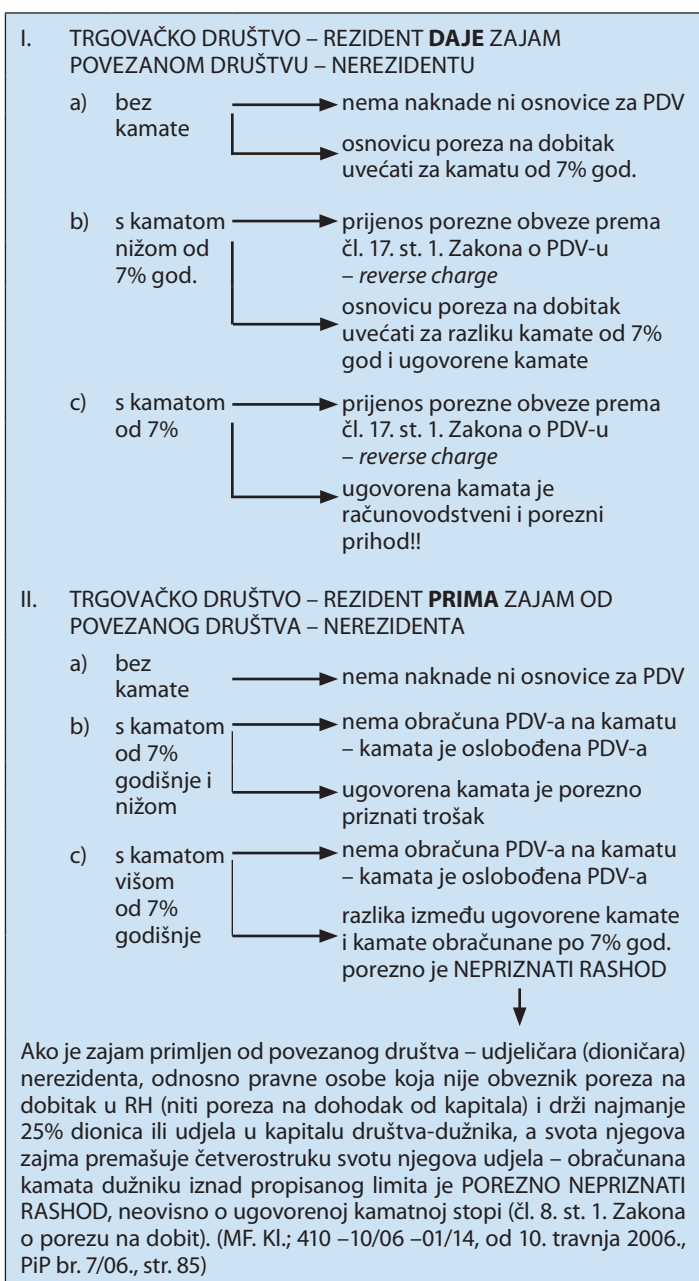 I. TRGOVAČKO DRUŠTVO – REZIDENT DAJE ZAJAM
POVEZANOM DRUŠTVU – NEREZIDENTU
a) bez
kamate
nema naknade ni osnovice za PDV
osnovicu poreza na dobitak
uvećati za kamatu od 7% god.
b) s kamatom
nižom od
7% god.
prijenos porezne obveze prema
čl. 17. st. 1. Zakona o PDV-u
– reverse charge
osnovicu poreza na dobitak
uvećati za razliku kamate od 7%
god i ugovorene kamate
c) s kamatom
od 7%
prijenos porezne obveze prema
čl. 17. st. 1. Zakona o PDV-u
– reverse charge
ugovorena kamata je
računovodstveni i porezni
prihod!!
II. TRGOVAČKO DRUŠTVO – REZIDENT PRIMA ZAJAM OD
POVEZANOG DRUŠTVA – NEREZIDENTA
a) bez
kamate
nema naknade ni osnovice za PDV
b) s kamatom
od 7%
godišnje i
nižom
nema obračuna PDV-a na kamatu
– kamata je oslobođena PDV-a
ugovorena kamata je porezno
priznati trošak
c) s kamatom
višom
od 7%
godišnje
nema obračuna PDV-a na kamatu
– kamata je oslobođena PDV-a
razlika između ugovorene kamate
i kamate obračunane po 7% god.
porezno je NEPRIZNATI RASHOD
Ako je zajam primljen od povezanog društva – udjeličara (dioničara)
nerezidenta, odnosno pravne osobe koja nije obveznik poreza na
dobitak u RH (niti poreza na dohodak od kapitala) i drži najmanje
25% dionica ili udjela u kapitalu društva-dužnika, a svota njegova
zajma premašuje četverostruku svotu njegova udjela – obračunana
kamata dužniku iznad propisanog limita je POREZNO NEPRIZNATI
RASHOD, neovisno o ugovorenoj kamatnoj stopi (čl. 8. st. 1. Zakona
o porezu na dobit). (MF. Kl.; 410 –10/06 –01/14, od 10. travnja 2006.,
PiP br. 7/06., str. 85)